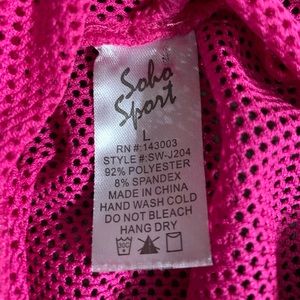 Soho
Sport
L
RN #:143003
STYLE #:SW-J204
92% POLYESTER
8% SPANDEX
MADE IN CHINA
HAND WASH COLD
DO NOT BLEACH
HANG DRY